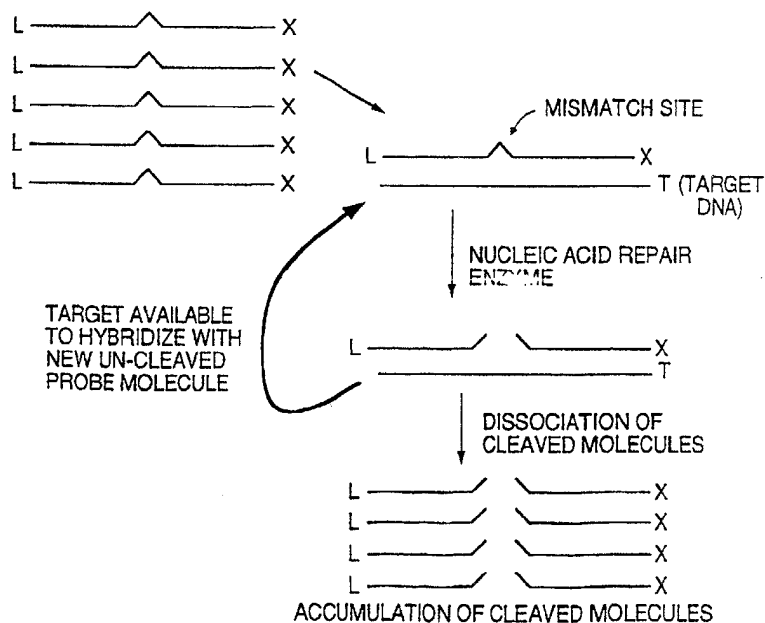 L X
L X
L X
L X
L X
MISMATCH SITE
L X
T (TARGET
DNA)
NUCLEIC ACID REPAIR
ENZYME
TARGET AVAILABLE
TO HYBRIDIZE WITH
NEW UN-CLEAVED
PROBE MOLECULE
L X
T
DISSOCIATION OF
CLEAVED MOLECULES
L X
L X
L X
L X
ACCUMULATION OF CLEAVED MOLECULES